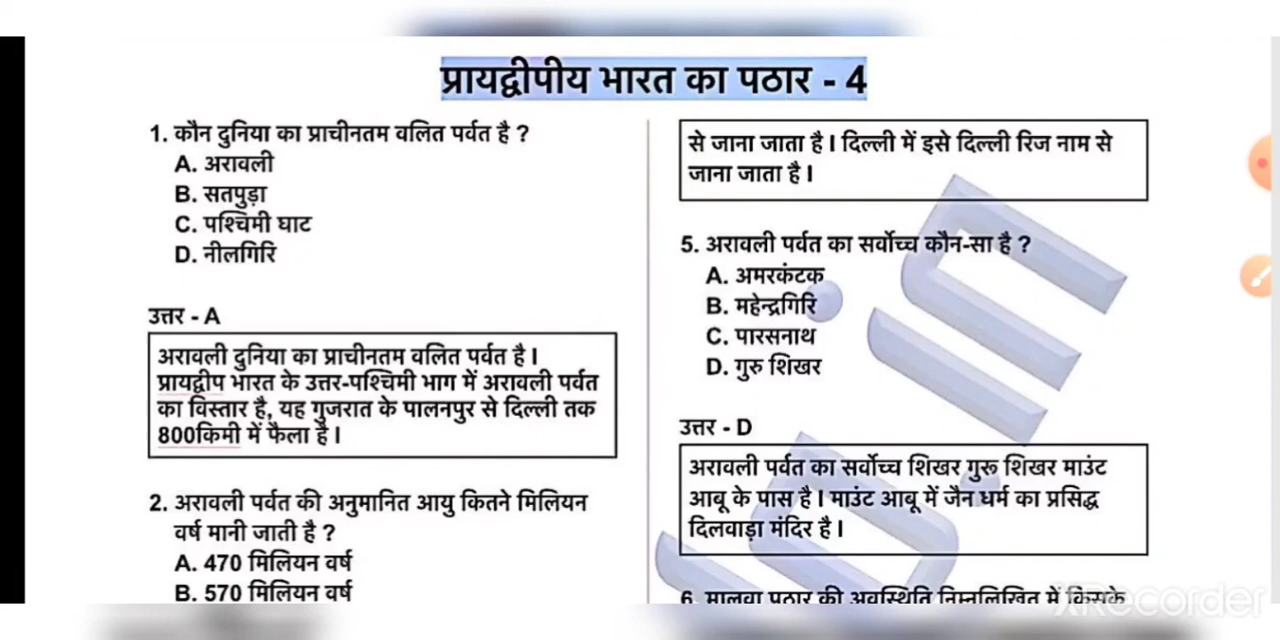 प्रायद्वीपीय भारत का पठार - 4
1. कौन दुनिया का प्राचीनतम वलित पर्वत है ?
A. अरावली
B. सतपुड़ा
C. पश्चिमी घाट
D. नीलगिरि
उत्तर - A
अरावली दुनिया का प्राचीनतम वलित पर्वत है।
प्रायद्वीप भारत के उत्तर-पश्चिमी भाग में अरावली पर्वत
का विस्तार है, यह गुजरात के पालनपुर से दिल्ली तक
800किमी में फैला है।
2. अरावली पर्वत की अनुमानित आयु कितने मिलियन
वर्ष मानी जाती है ?
A. 470 मिलियन वर्ष
B. 570 मिलियन वर्ष
से जाना जाता है। दिल्ली में इसे दिल्ली रिज नाम से
जाना जाता है।
5. अरावली पर्वत का सर्वोच्च कौन-सा है ?
A. अमरकंटक
B. महेन्द्रगिरि
C. पारसनाथ
D. गुरु शिखर
उत्तर - D
अरावली पर्वत का सर्वोच्च शिखर गुरू शिखर माउंट
आबू के पास है। माउंट आबू में जैन धर्म का प्रसिद्ध
दिलवाड़ा मंदिर है।
6. मालवा पठार की अवस्थिति निम्नलिखित में किसके
XRecorder